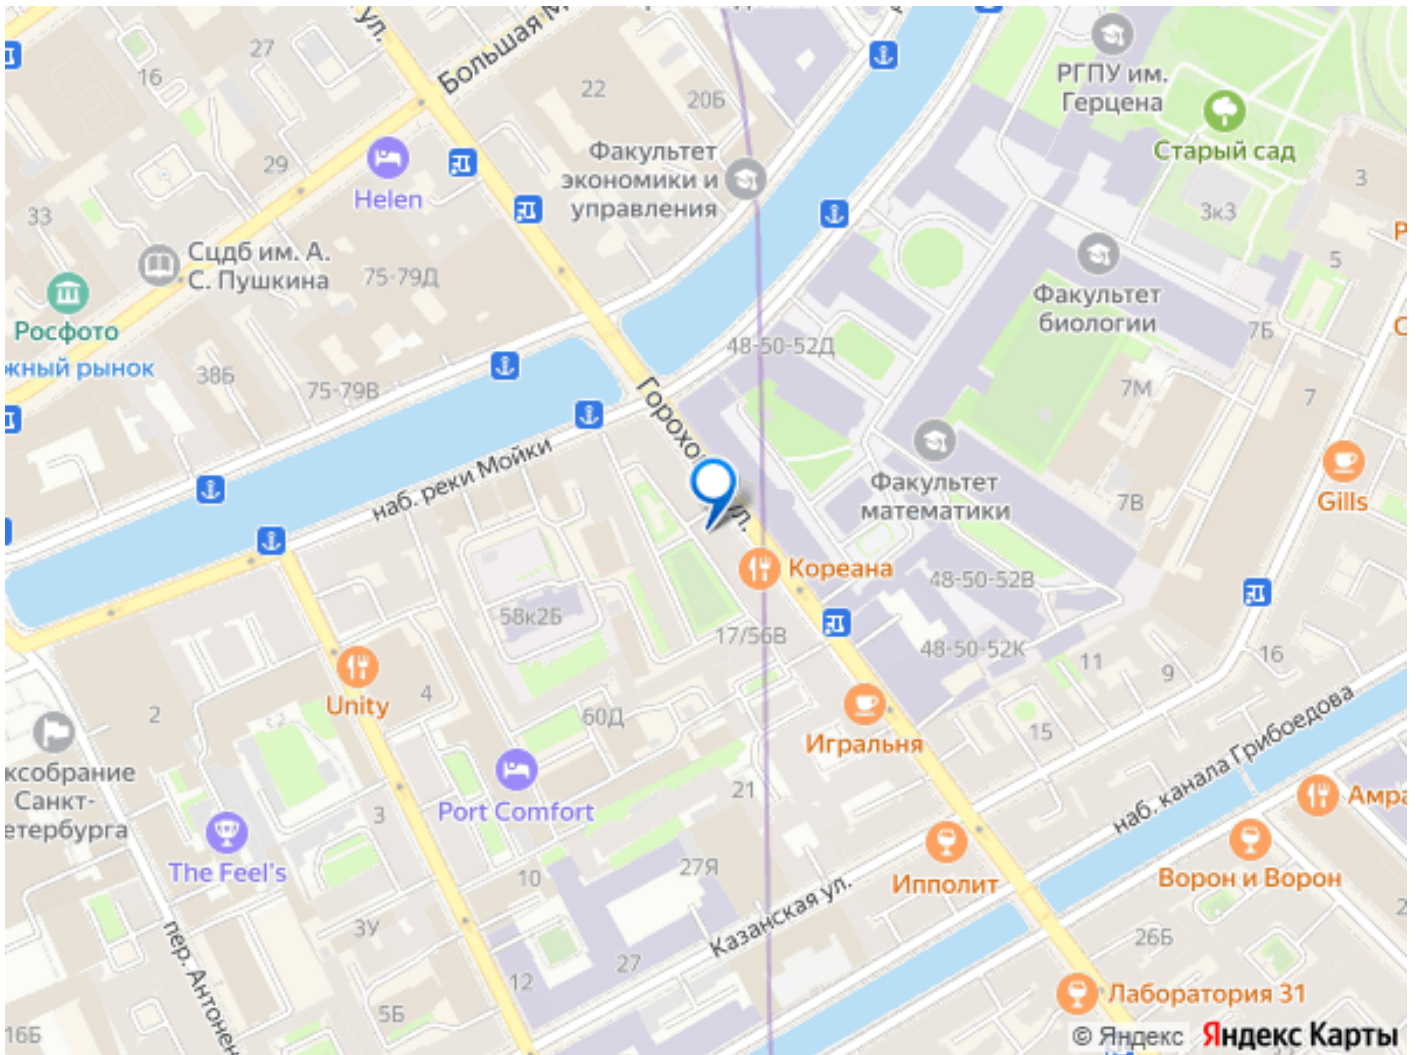 ул.
Большая М
27
16
22
20Б
РГПУ им.
Герцена
Старый сад
Факультет
экономики и
управления
29
Helen
3
3к3
33
Сцдб им. А.
С. Пушкина
75-79Д
Р
5
Росфото
жный рынок
Факультет
биологии
7Б
С
38Б
75-79В
48-50-52Д
7М
7
Горохо
ул.
наб. реки Мойки
Факультет
математики
7В
Gills
Кореана
48-50-52В
58к2Б
17/56В
48-50-52К
11
9
16
Unity
4
2
60Д
Игральня
15
наб. канала Грибоедова
ксобрание
Санкт-
етербурга
Port Comfort
21
Амра
3
The Feel's
10
27Я
Ипполит
Ворон и Ворон
Казанская ул.
3У
пер. Антонен
27
26Б
2
12
5Б
Лаборатория 31
16Б
© Яндекс Яндекс Карты